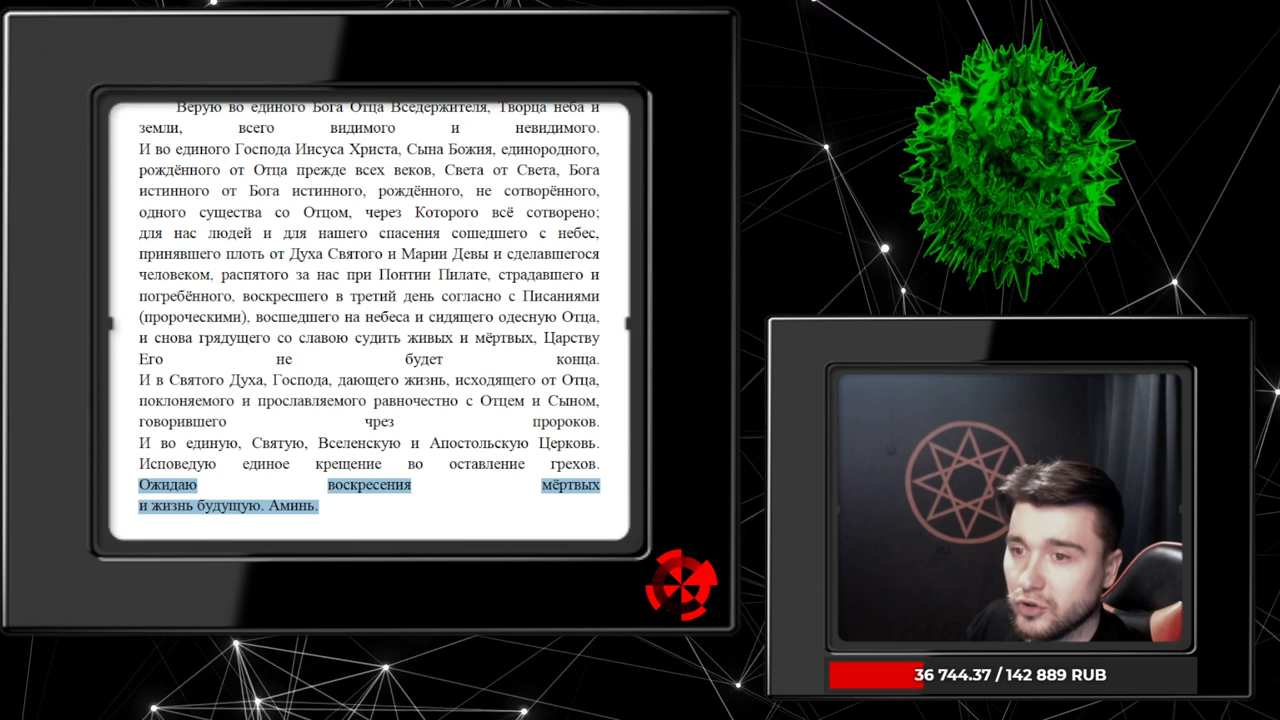 Верую во единого Бога Отца Вседержителя, Творца неба и
земли, всего видимого и невидимого.
И во единого Господа Иисуса Христа, Сына Божия, единородного,
рождённого от Отца прежде всех веков, Света от Света, Бога
истинного от Бога истинного, рождённого, не сотворённого,
одного существа со Отцом, через Которого всё сотворено;
для нас людей и для нашего спасения сошедшего с небес,
принявшего плоть от Духа Святого и Марии Девы и сделавшегося
человеком, распятого за нас при Понтии Пилате, страдавшего и
погребённого, воскресшего в третий день согласно с Писаниями
(пророческими), восшедшего на небеса и сидящего одесную Отца,
и снова грядущего со славою судить живых и мёртвых, Царству
Его не будет конца.
И в Святого Духа, Господа, дающего жизнь, исходящего от Отца,
поклоняемого и прославляемого равночестно с Отцем и Сыном,
говорившего чрез пророков.
И во единую, Святую, Вселенскую и Апостольскую Церковь.
Исповедую единое крещение во оставление грехов.
Ожидаю воскресения мёртвых
и жизнь будущую. Аминь.
36 744.37 / 142 889 RUB